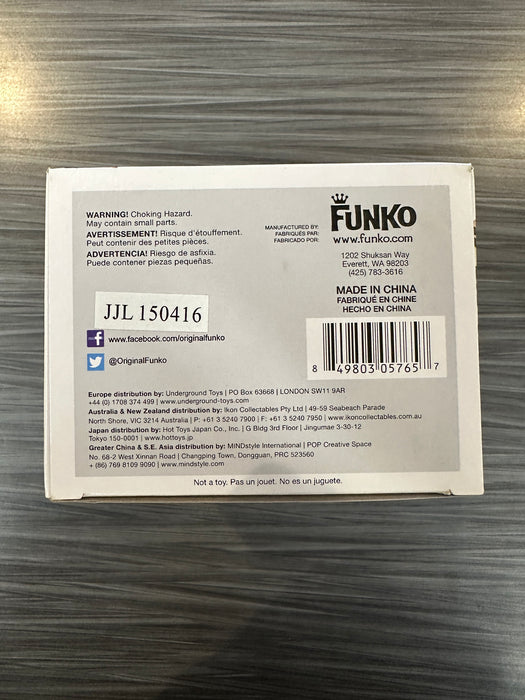 WARNING! Choking Hazard.
May contain small parts.
AVERTISSEMENT! Risque d'étouffement.
Peut contenir des petites pièces.
ADVERTENCIA! Riesgo de asfixia.
Puede contener piezas pequeñas.
MANUFACTURED BY:
FABRIQUÉS PAR:
FABRICADO POR:
FUNKO
www.funko.com
1202 Shuksan Way
Everett, WA 98203
(425) 783-3616
MADE IN CHINA
FABRIQUÉ EN CHINE
HECHO EN CHINA
JJL 150416
f www.facebook.com/originalfunko
@OriginalFunko
8 49803 05765 7
Europe distribution by: Underground Toys | PO Box 63668 | LONDON SW11 9AR
+44 (0) 1708 374 499 | www.underground-toys.com
Australia & New Zealand distribution by: Ikon Collectables Pty Ltd | 49-59 Seabeach Parade
North Shore, VIC 3214 Australia | P: +61 3 5240 7900 | F: +61 3 5240 7950 | www.ikoncollectables.com.au
Japan distribution by: Hot Toys Japan Co., Inc. | G Bldg 3rd Floor | Jingumae 3-30-12
Tokyo 150-0001 | www.hottoys.jp
Greater China & S.E. Asia distribution by: MINDstyle International | POP Creative Space
No. 68-2 West Xinnan Road | Changping Town, Dongguan, PRC 523560
+ (86) 769 8109 9090 | www.mindstyle.com
Not a toy. Pas un jouet. No es un juguete.